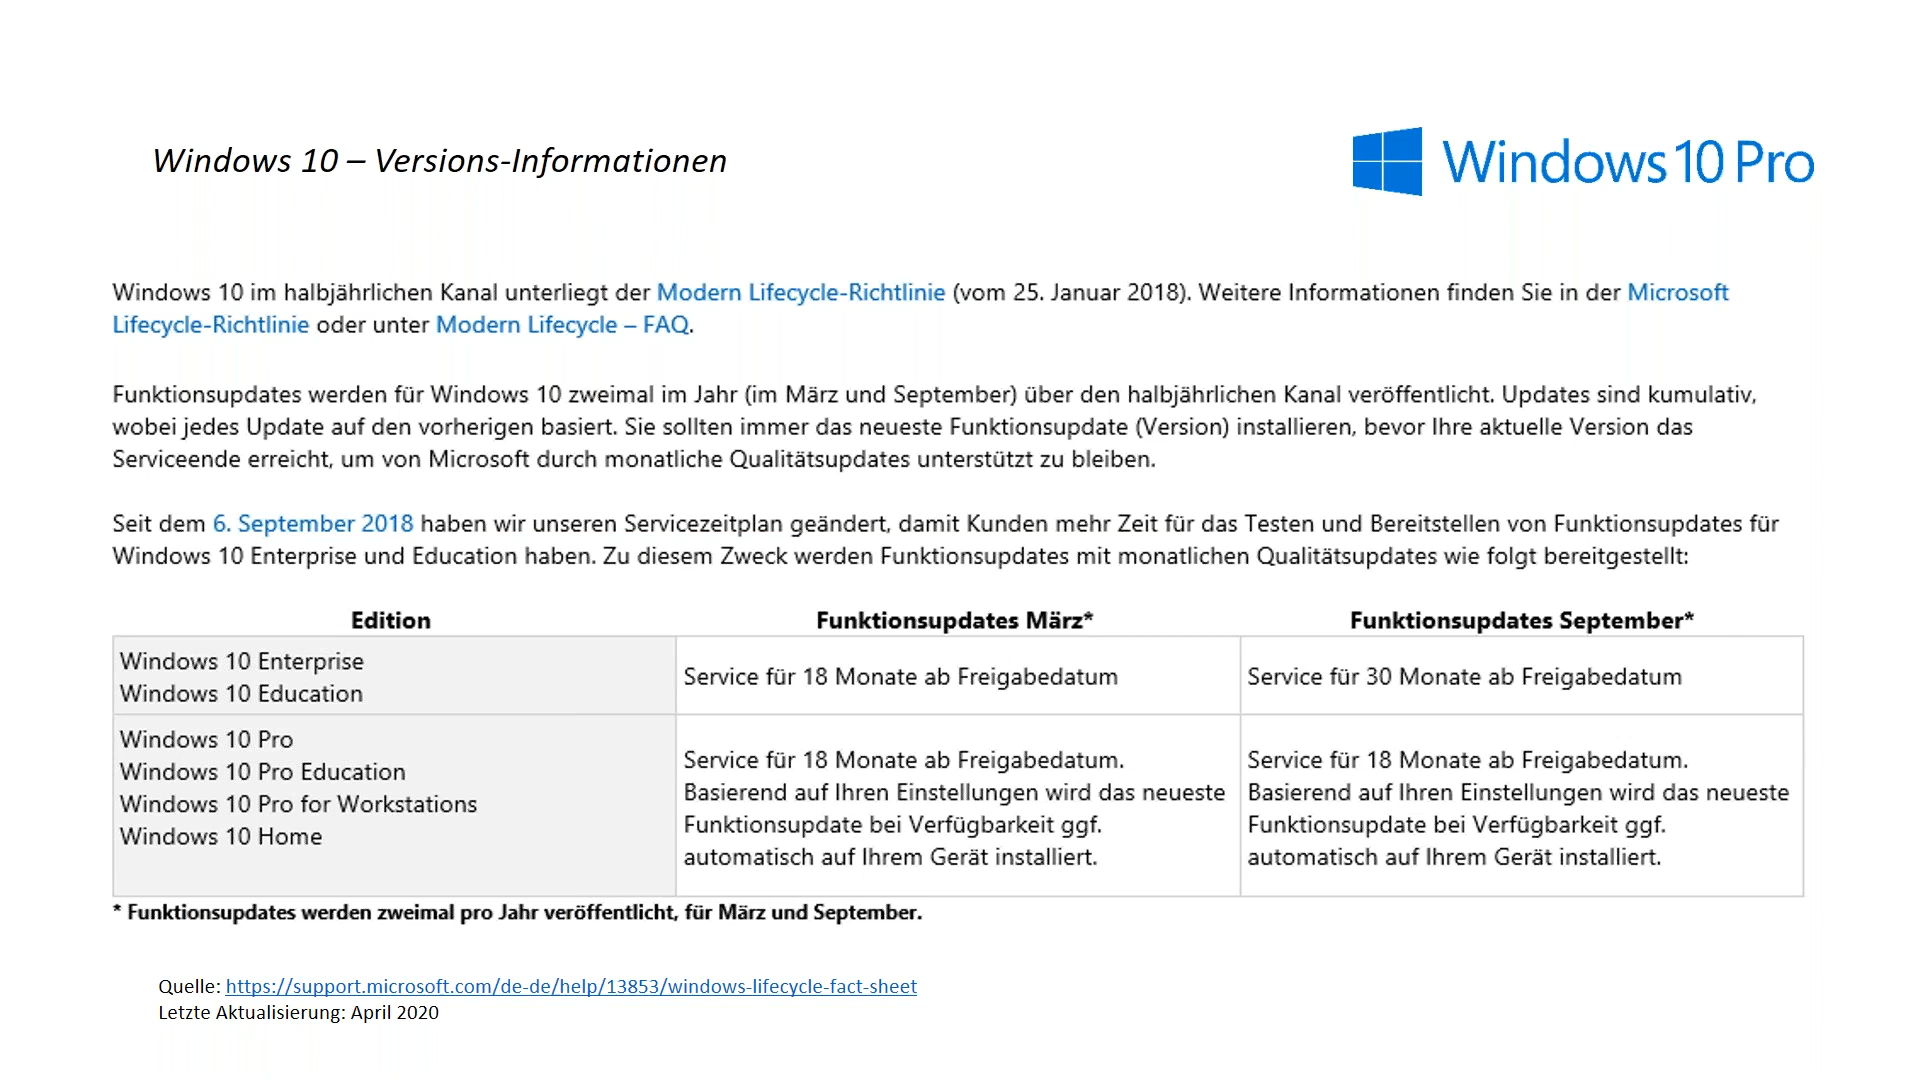 Windows 10 – Versions-Informationen
Windows 10 Pro
Windows 10 im halbjährlichen Kanal unterliegt der Modern Lifecycle-Richtlinie (vom 25. Januar 2018). Weitere Informationen finden Sie in der Microsoft
Lifecycle-Richtlinie oder unter Modern Lifecycle – FAQ.
Funktionsupdates werden für Windows 10 zweimal im Jahr (im März und September) über den halbjährlichen Kanal veröffentlicht. Updates sind kumulativ,
wobei jedes Update auf den vorherigen basiert. Sie sollten immer das neueste Funktionsupdate (Version) installieren, bevor Ihre aktuelle Version das
Serviceende erreicht, um von Microsoft durch monatliche Qualitätsupdates unterstützt zu bleiben.
Seit dem 6. September 2018 haben wir unseren Servicezeitplan geändert, damit Kunden mehr Zeit für das Testen und Bereitstellen von Funktionsupdates für
Windows 10 Enterprise und Education haben. Zu diesem Zweck werden Funktionsupdates mit monatlichen Qualitätsupdates wie folgt bereitgestellt:
Edition
Funktionsupdates März*
Funktionsupdates September*
Windows 10 Enterprise
Windows 10 Education
Service für 18 Monate ab Freigabedatum
Service für 30 Monate ab Freigabedatum
Windows 10 Pro
Windows 10 Pro Education
Windows 10 Pro for Workstations
Windows 10 Home
Service für 18 Monate ab Freigabedatum.
Basierend auf Ihren Einstellungen wird das neueste
Funktionsupdate bei Verfügbarkeit ggf.
automatisch auf Ihrem Gerät installiert.
Service für 18 Monate ab Freigabedatum.
Basierend auf Ihren Einstellungen wird das neueste
Funktionsupdate bei Verfügbarkeit ggf.
automatisch auf Ihrem Gerät installiert.
* Funktionsupdates werden zweimal pro Jahr veröffentlicht, für März und September.
Quelle: https://support.microsoft.com/de-de/help/13853/windows-lifecycle-fact-sheet
Letzte Aktualisierung: April 2020